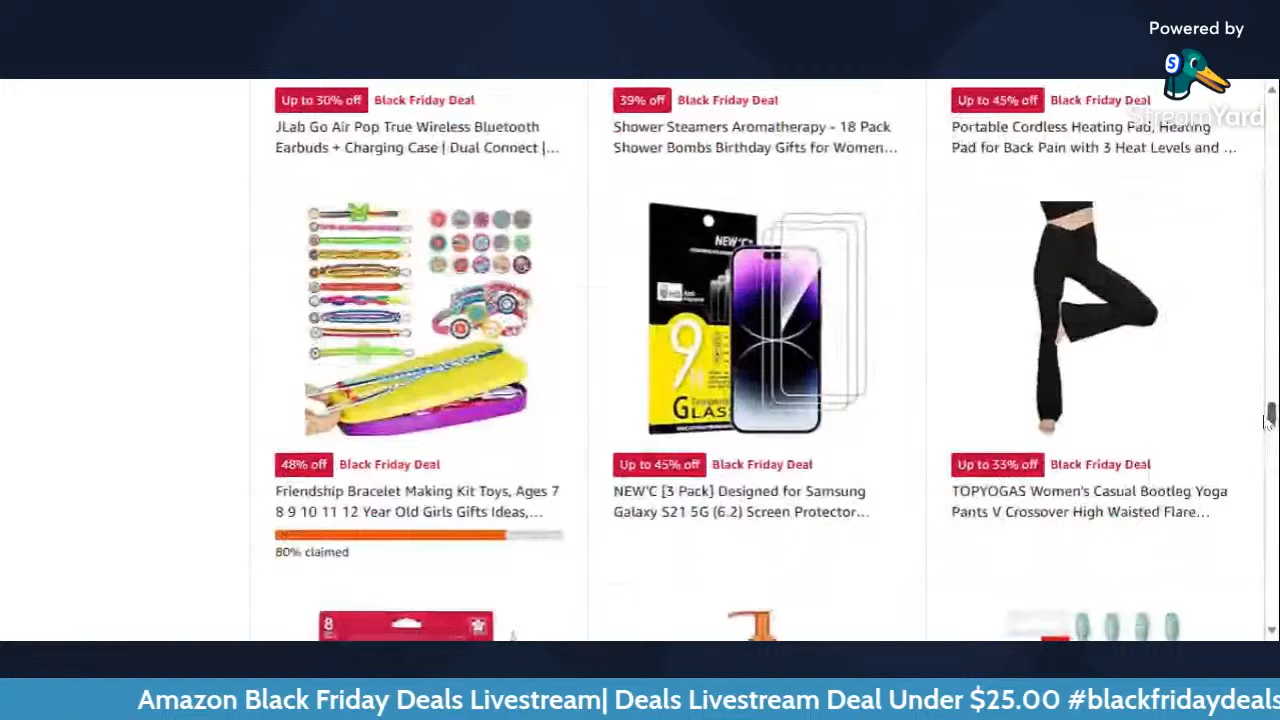 Powered by
S
StreamYard
Up to 30% off Black Friday Deal
JLab Go Air Pop True Wireless Bluetooth
Earbuds + Charging Case | Dual Connect |...
39% off Black Friday Deal
Shower Steamers Aromatherapy - 18 Pack
Shower Bombs Birthday Gifts for Women...
Up to 45% off Black Friday Deal
Portable Cordless Heating Pad, Heating
Pad for Back Pain with 3 Heat Levels and ...
NEW'C
9H
GLASS
48% off Black Friday Deal
Friendship Bracelet Making Kit Toys, Ages 7
8 9 10 11 12 Year Old Girls Gifts Ideas,...
80% claimed
Up to 45% off Black Friday Deal
NEW'C [3 Pack] Designed for Samsung
Galaxy S21 5G (6.2) Screen Protector...
Up to 33% off Black Friday Deal
TOPYOGAS Women's Casual Bootleg Yoga
Pants V Crossover High Waisted Flare...
8
Amazon Black Friday Deals Livestream| Deals Livestream Deal Under $25.00 #blackfridaydeals